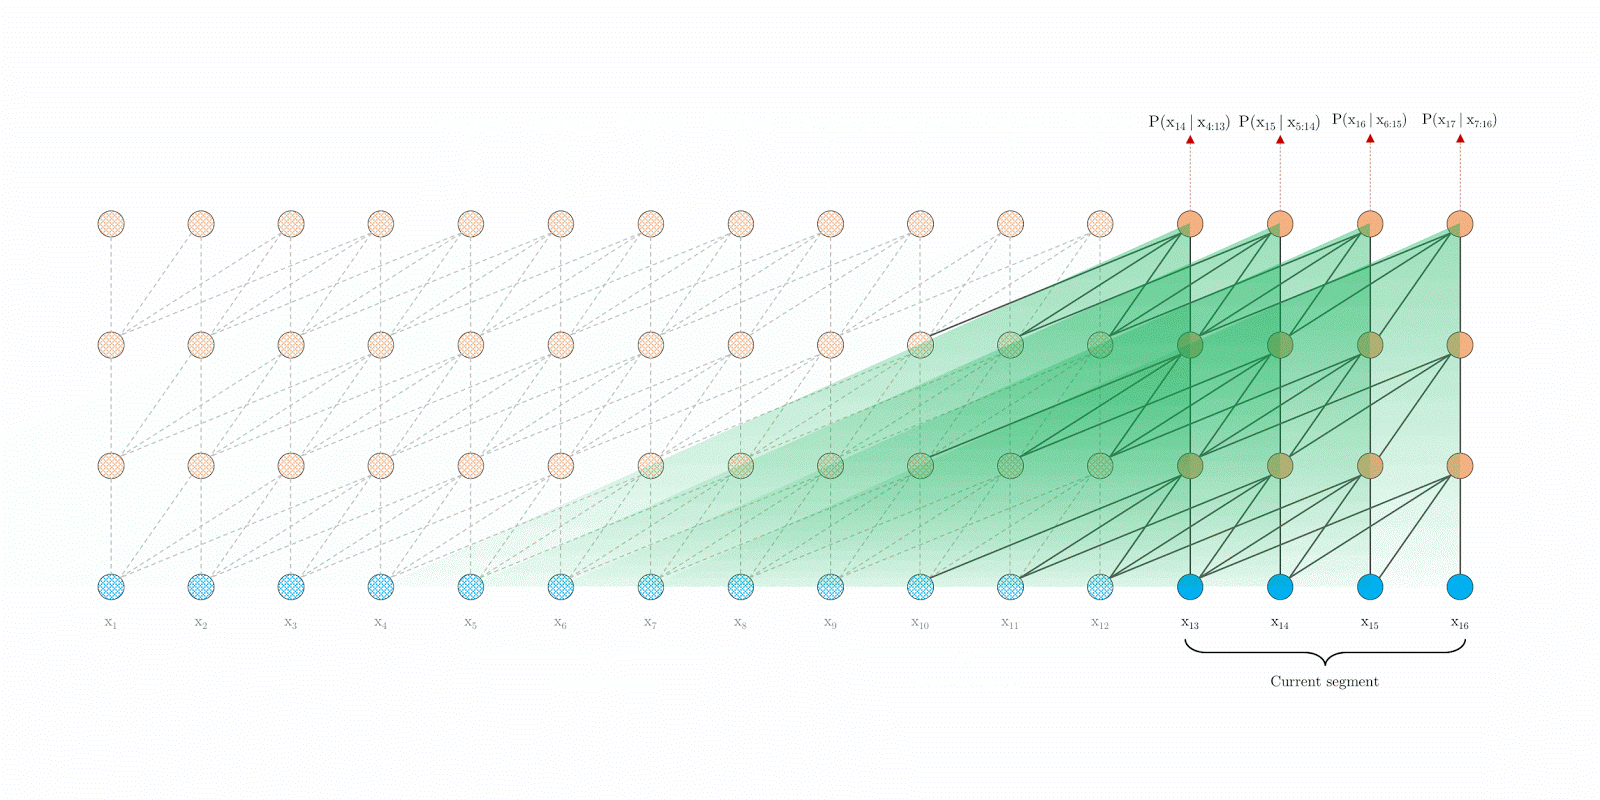 P(x₁₄ | x₄:₁₃) P(x₁₅ | x₅:₁₄) P(x₁₆ | x₆:₁₅) P(x₁₇ | x₇:₁₆)
x₁ x₂ x₃ x₄ x₅ x₆ x₇ x₈ x₉ x₁₀ x₁₁ x₁₂ x₁₃ x₁₄ x₁₅ x₁₆
Current segment